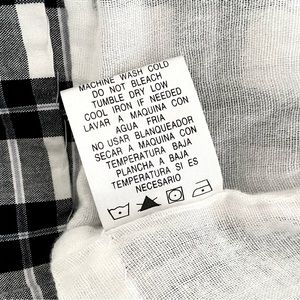 MACHINE WASH COLD
DO NOT BLEACH
TUMBLE DRY LOW
COOL IRON IF NEEDED
LAVAR A MAQUINA CON
AGUA FRIA
NO USAR BLANQUEADOR
SECAR A MAQUINA CON
TEMPERATURA BAJA
PLANCHA A BAJA
TEMPERATURA SI ES
NECESARIO